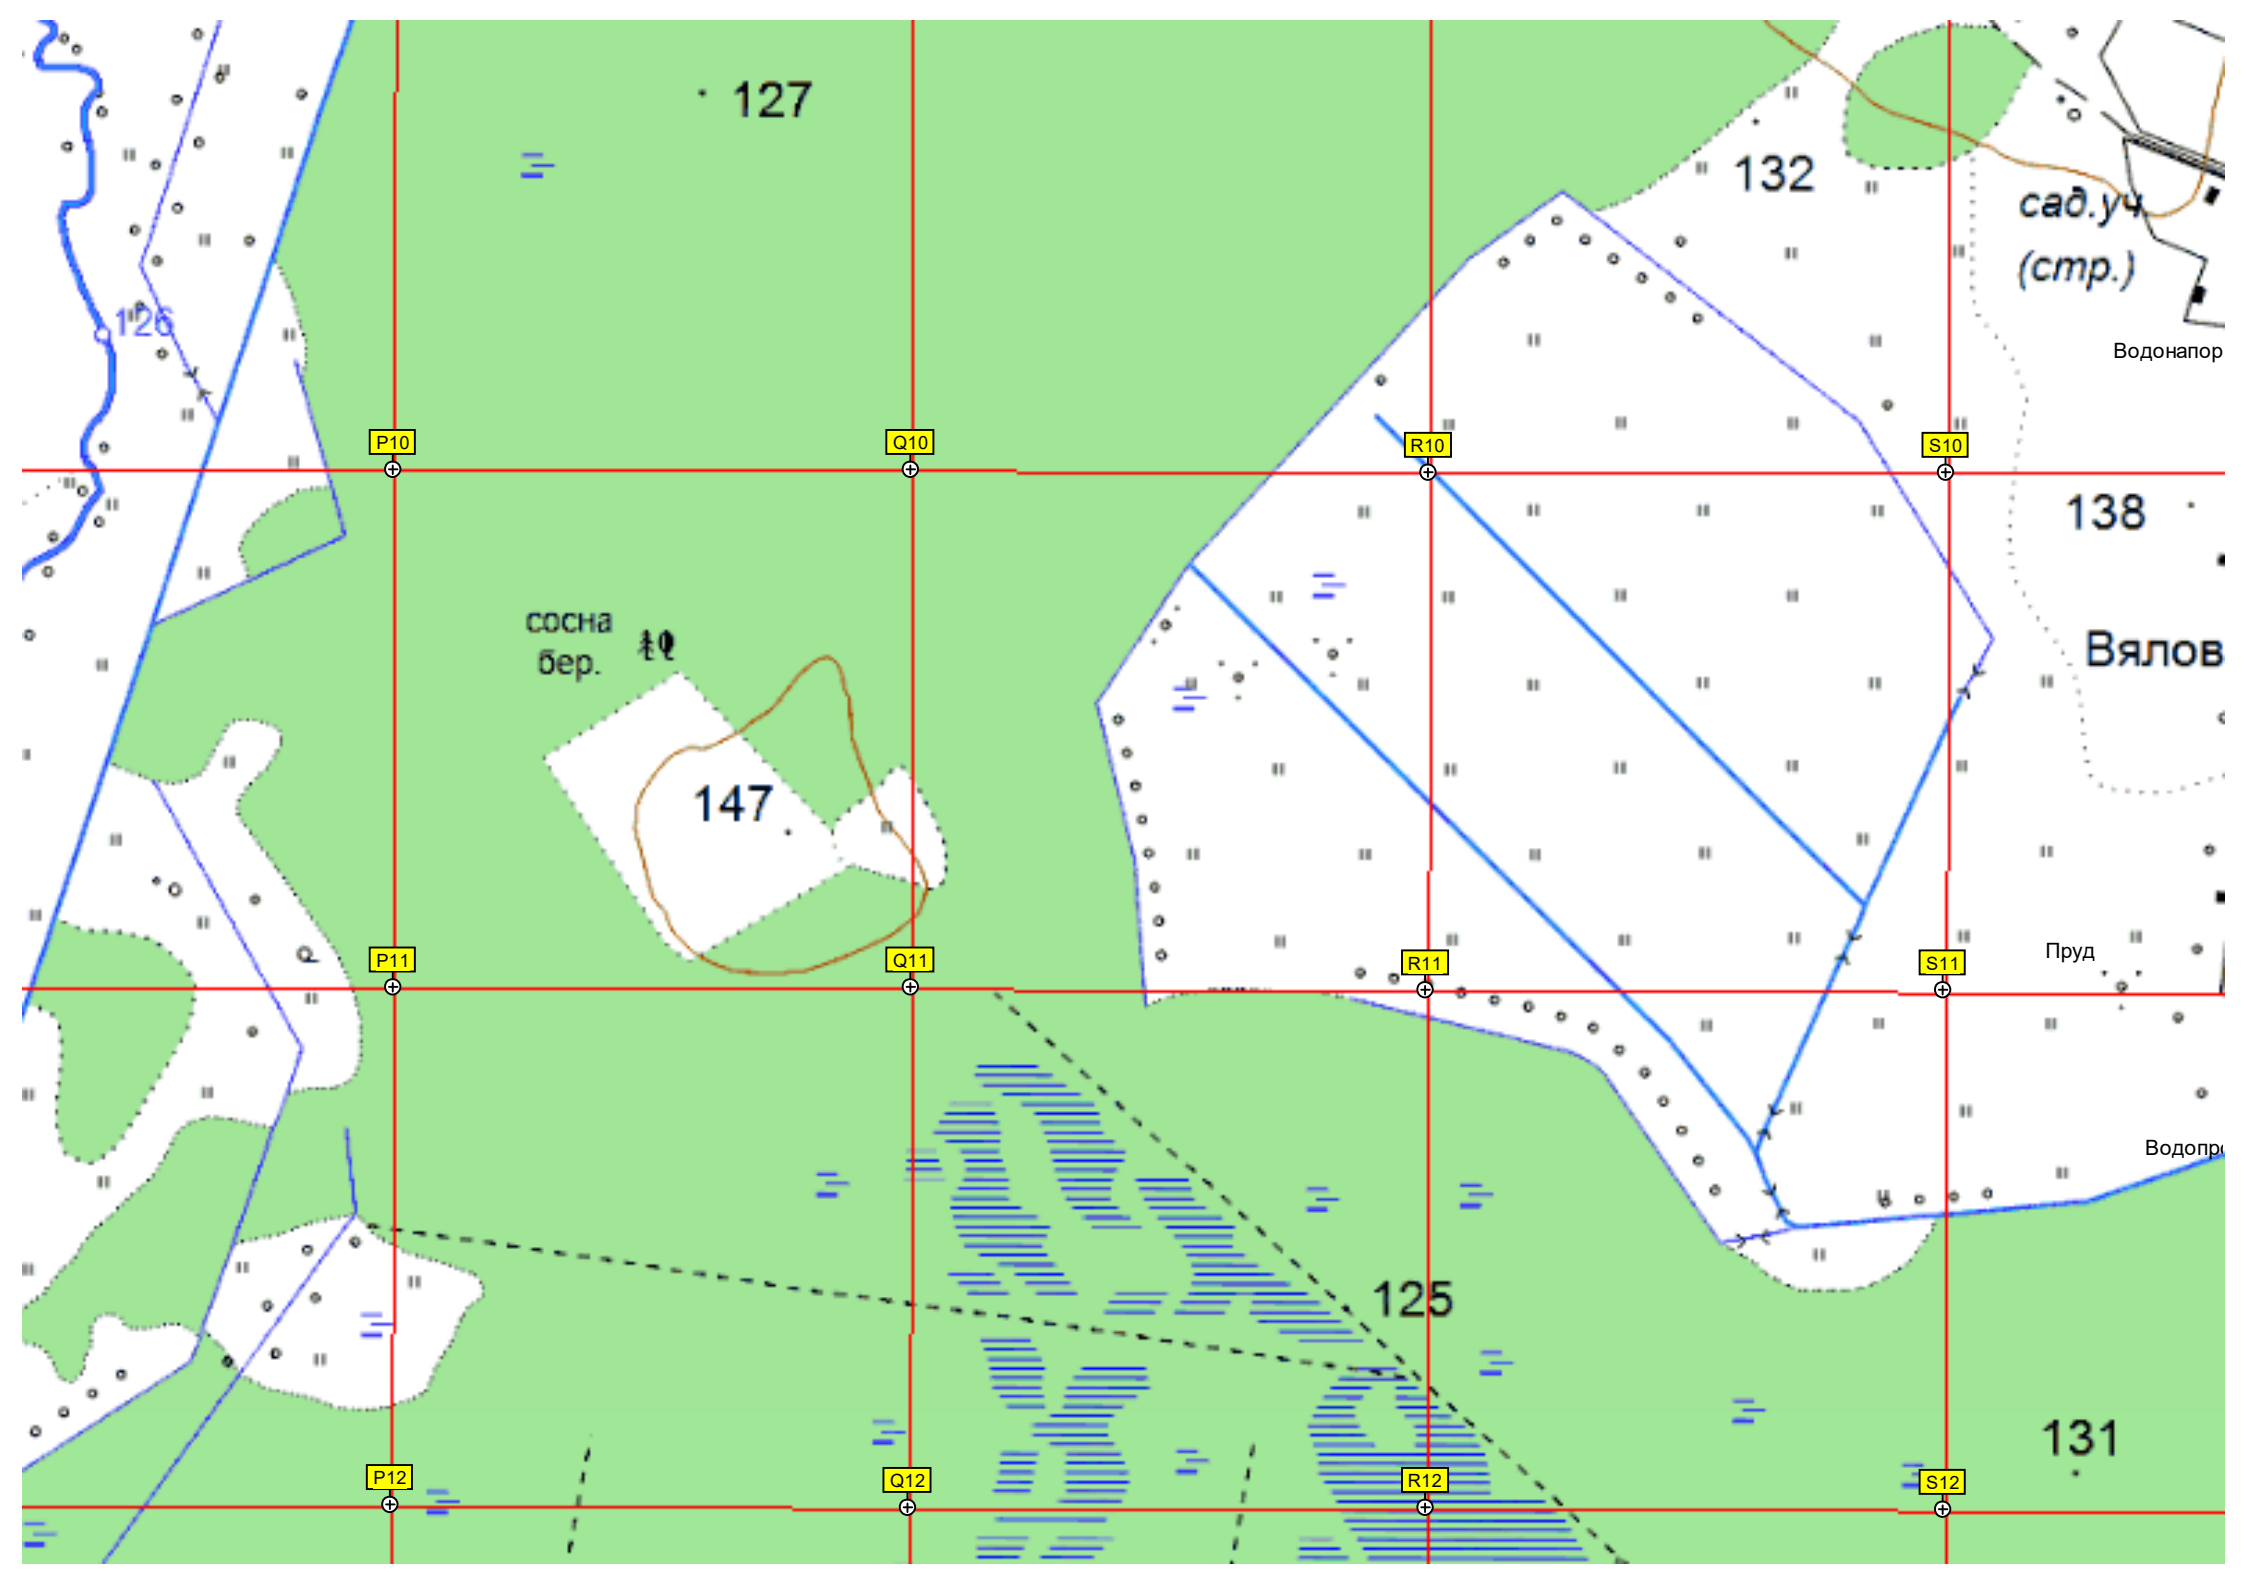 127
132
сад.уч
(стр.)
126
Водонапор
P10
Q10
R10
S10
138
сосна
бер.
Вялов
147
P11
Q11
R11
S11
Пруд
Водопр
125
131
P12
Q12
R12
S12